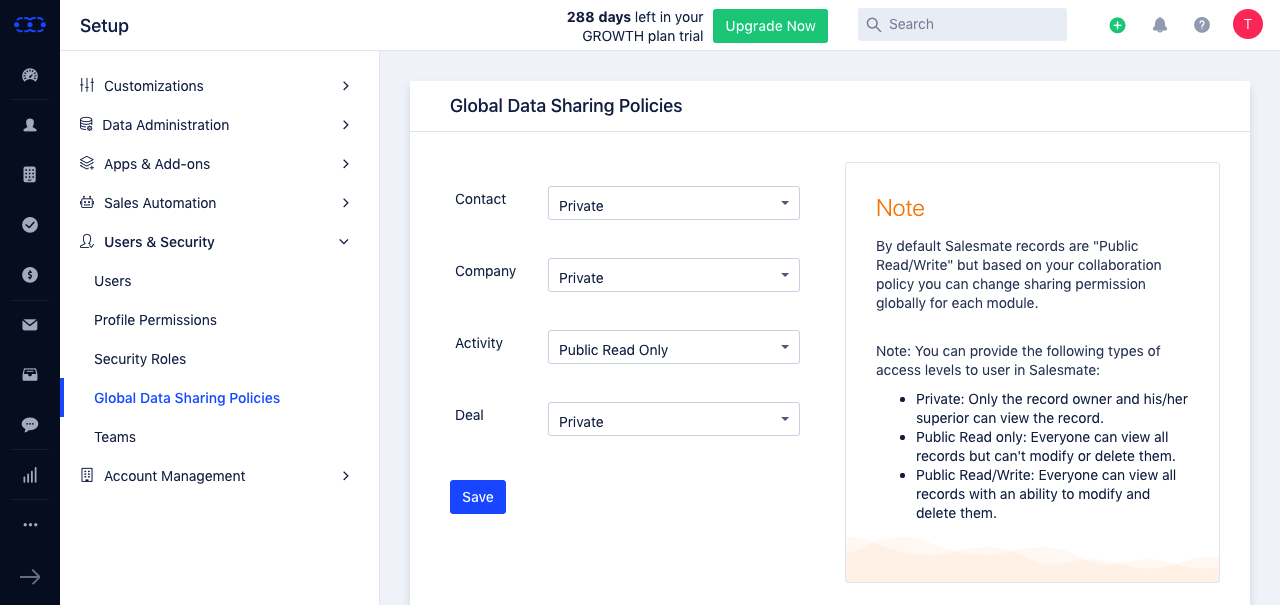 Setup
288 days left in your
GROWTH plan trial
Upgrade Now
Search
T
Customizations
Data Administration
Apps & Add-ons
Sales Automation
Users & Security
Users
Profile Permissions
Security Roles
Global Data Sharing Policies
Teams
Account Management
Global Data Sharing Policies
Contact
Private
Company
Private
Activity
Public Read Only
Deal
Private
Save
Note
By default Salesmate records are "Public
Read/Write" but based on your collaboration
policy you can change sharing permission
globally for each module.
Note: You can provide the following types of
access levels to user in Salesmate:
• Private: Only the record owner and his/her
superior can view the record.
• Public Read only: Everyone can view all
records but can't modify or delete them.
• Public Read/Write: Everyone can view all
records with an ability to modify and
delete them.